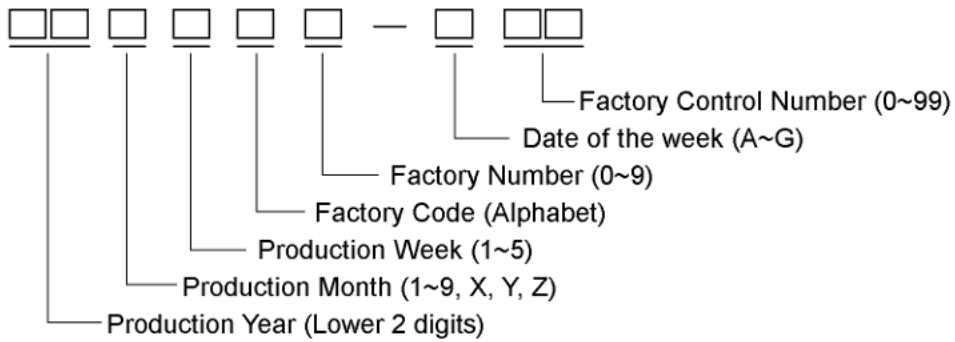 Factory Control Number (0~99)
Date of the week (A~G)
Factory Number (0~9)
Factory Code (Alphabet)
Production Week (1~5)
Production Month (1~9, X, Y, Z)
Production Year (Lower 2 digits)